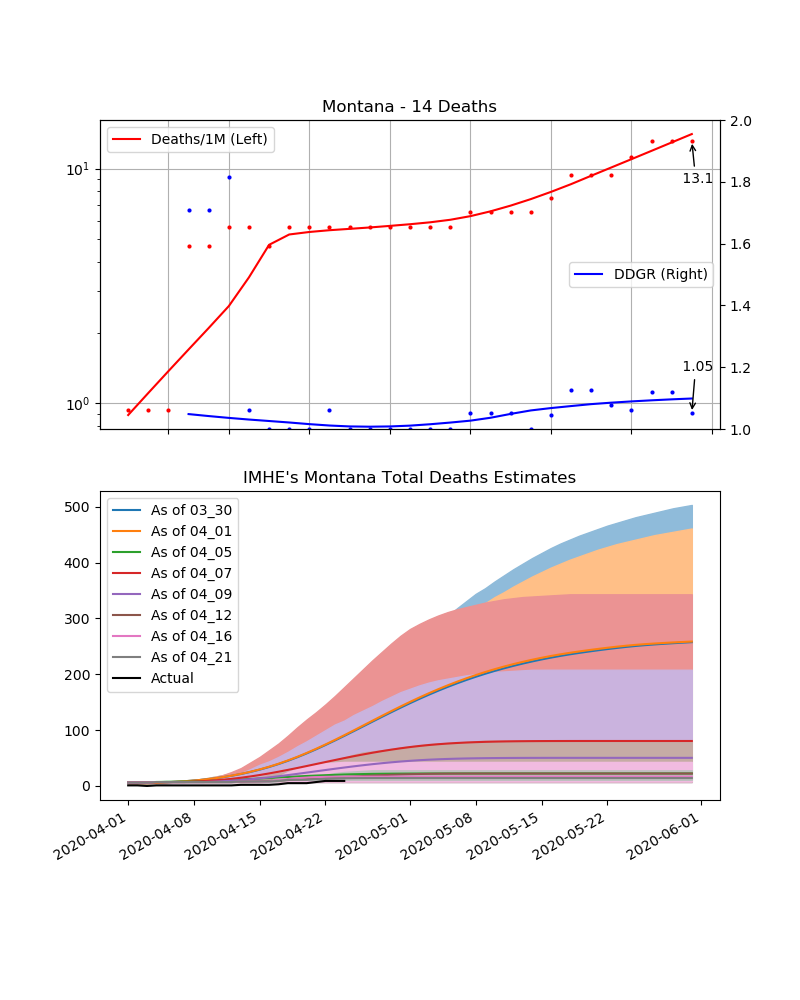 Montana - 14 Deaths
Deaths/1M (Left)
2.0
10¹
1.8
13.1
1.6
DDGR (Right)
1.4
1.2
1.05
10⁰
1.0
IMHE's Montana Total Deaths Estimates
500
400
300
200
100
0
As of 03_30
As of 04_01
As of 04_05
As of 04_07
As of 04_09
As of 04_12
As of 04_16
As of 04_21
Actual
2020-04-01
2020-04-08
2020-04-15
2020-04-22
2020-05-01
2020-05-08
2020-05-15
2020-05-22
2020-06-01